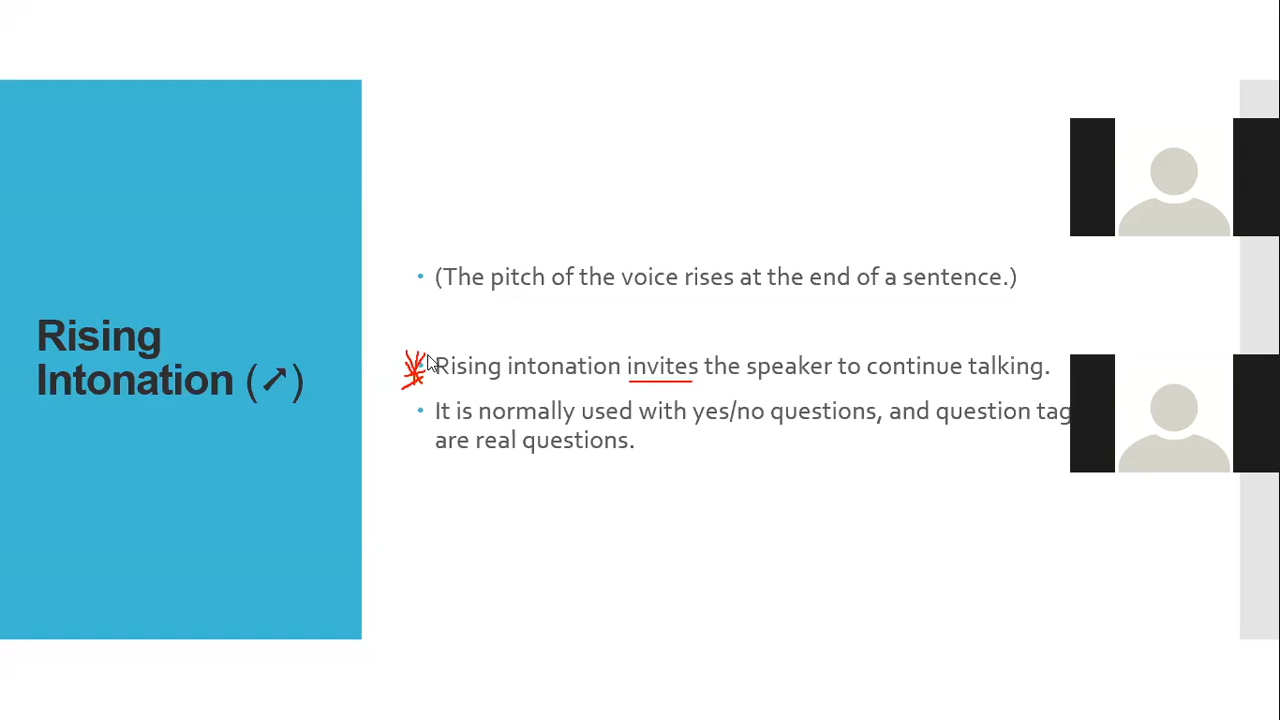 Rising
Intonation (➚)
• (The pitch of the voice rises at the end of a sentence.)
• Rising intonation invites the speaker to continue talking.
• It is normally used with yes/no questions, and question tag
are real questions.